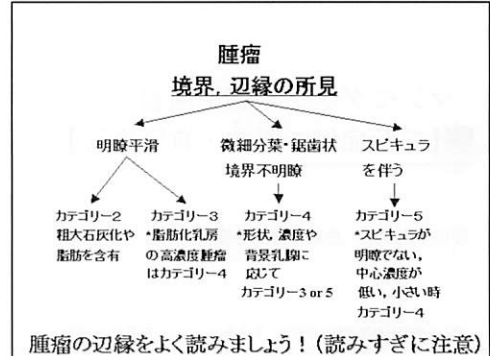 腫瘤
境界，辺縁の所見
明瞭平滑
微細分葉・鋸歯状
境界不明瞭
スピキュラ
を伴う
カテゴリー2
粗大石灰化や
脂肪を含有
カテゴリー3
*脂肪化乳房
の高濃度腫瘤
はカテゴリー4
カテゴリー4
*形状，濃度や
背景乳腺に
応じて
カテゴリー3 or 5
カテゴリー5
*スピキュラが
明瞭でない，
中心濃度が
低い，小さい時
カテゴリー4
腫瘤の辺縁をよく読みましょう！（読みすぎに注意）